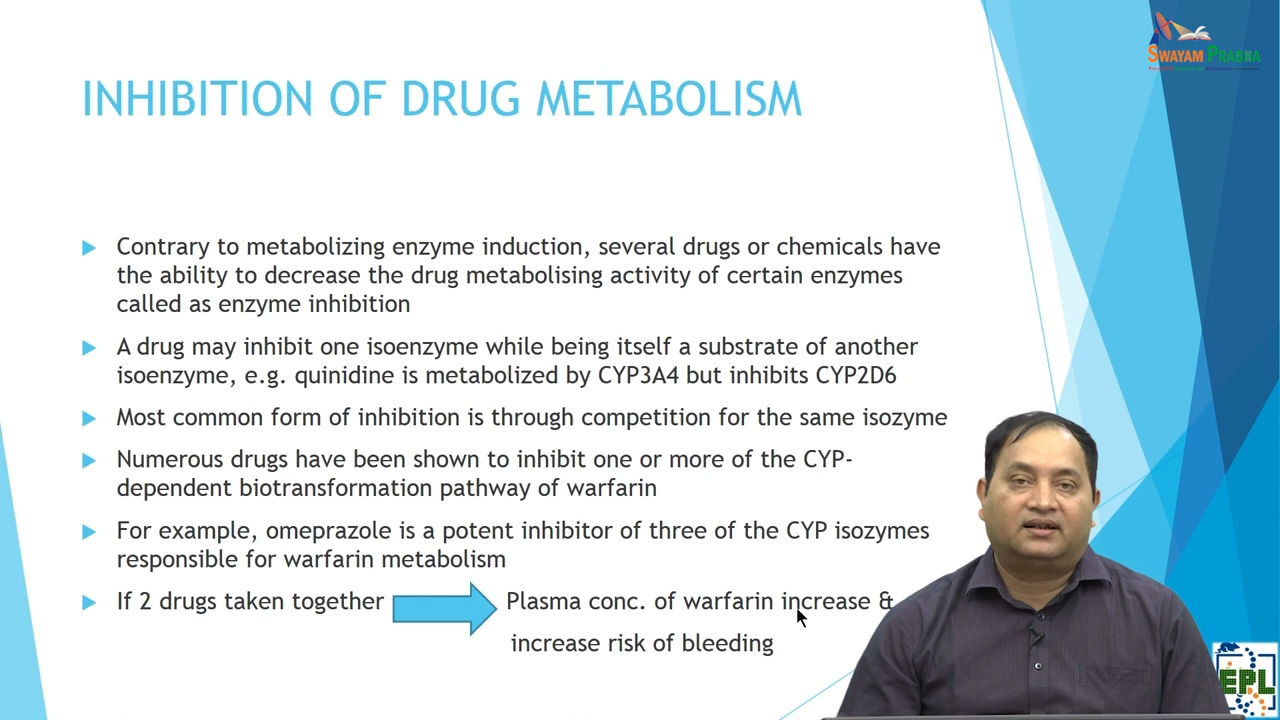 SWAYAM PRABHA
INHIBITION OF DRUG METABOLISM
Contrary to metabolizing enzyme induction, several drugs or chemicals have
the ability to decrease the drug metabolising activity of certain enzymes
called as enzyme inhibition
A drug may inhibit one isoenzyme while being itself a substrate of another
isoenzyme, e.g. quinidine is metabolized by CYP3A4 but inhibits CYP2D6
Most common form of inhibition is through competition for the same isozyme
Numerous drugs have been shown to inhibit one or more of the CYP-
dependent biotransformation pathway of warfarin
For example, omeprazole is a potent inhibitor of three of the CYP isozymes
responsible for warfarin metabolism
If 2 drugs taken together Plasma conc. of warfarin increase &
increase risk of bleeding
EPL